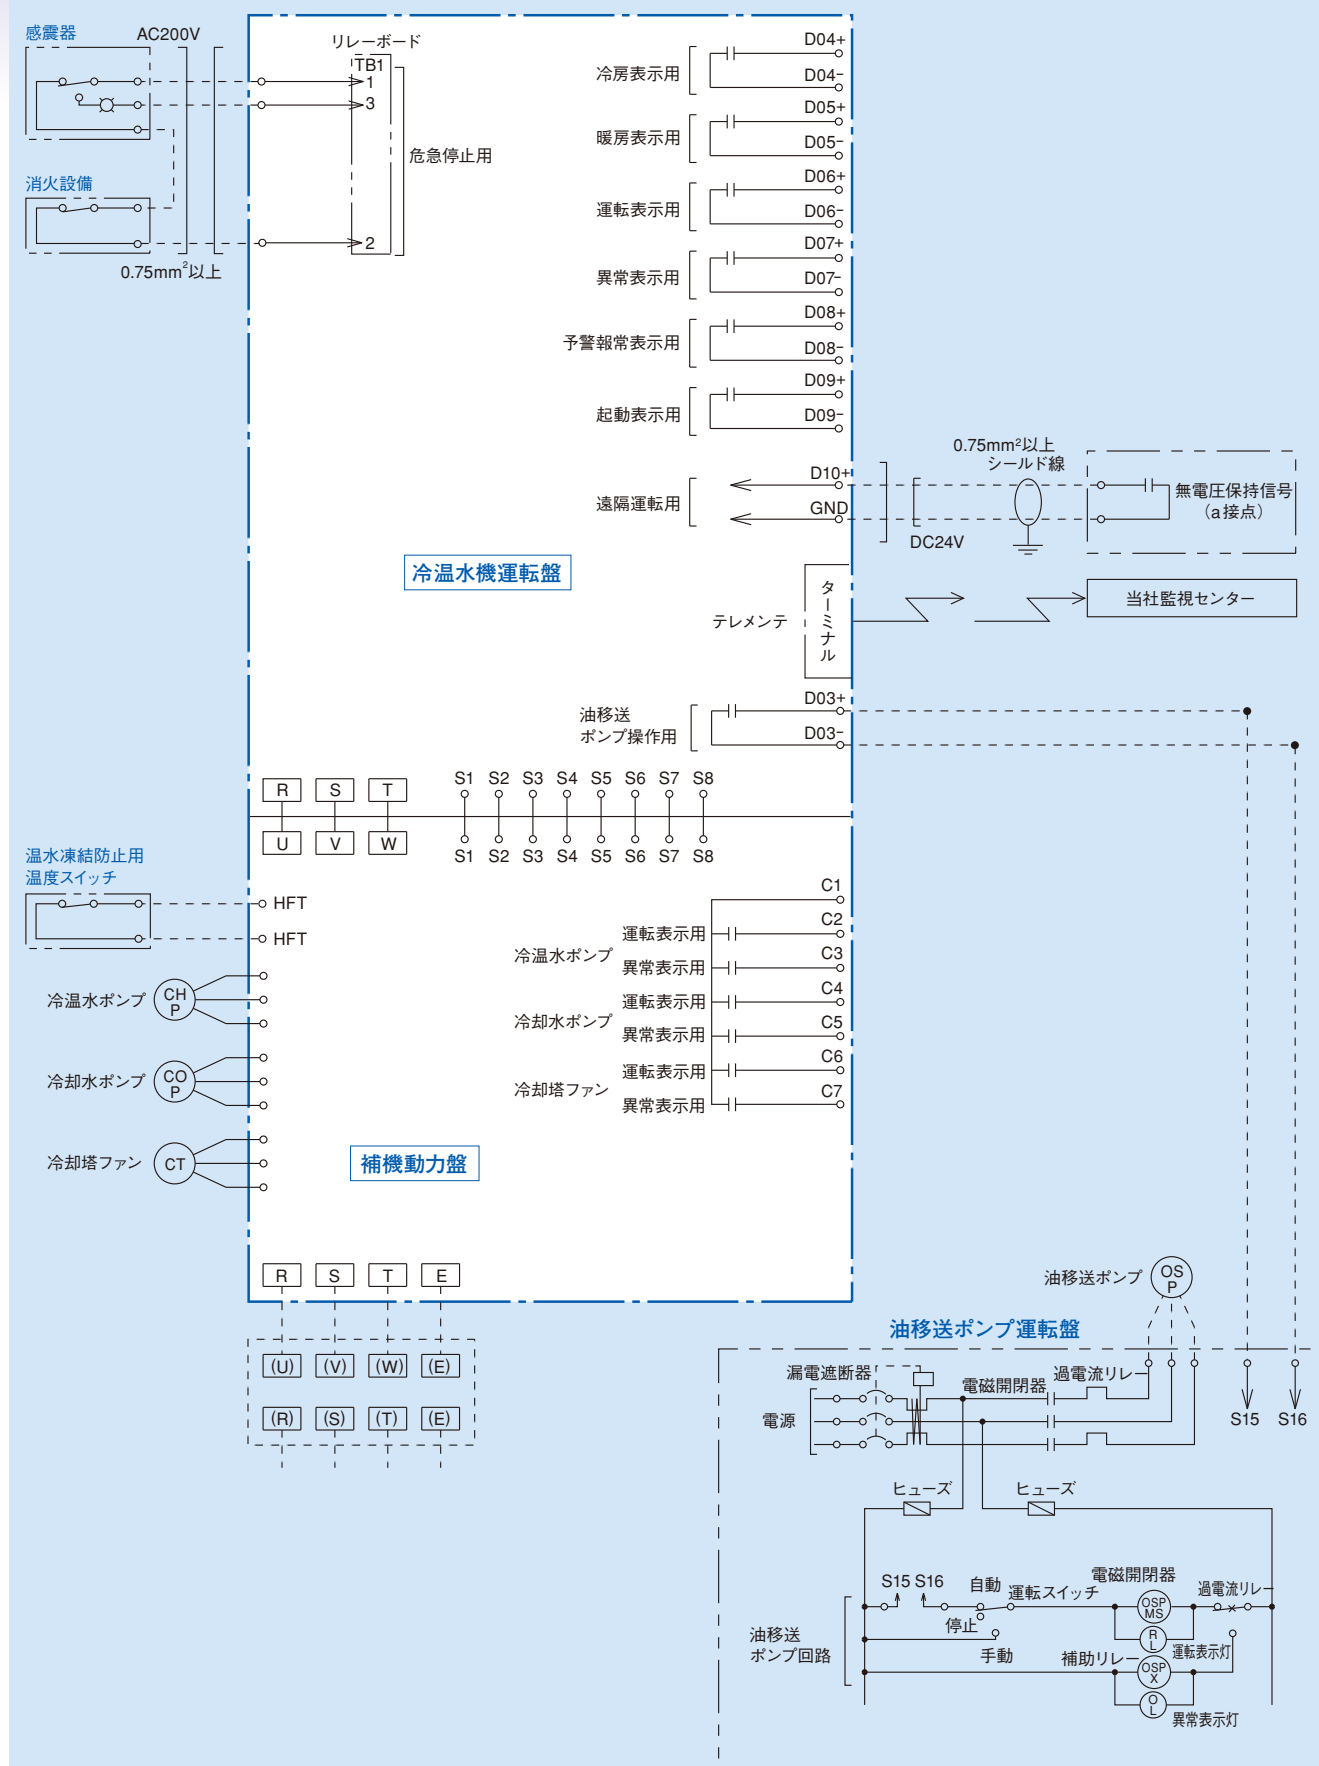 感震器
AC200V
リレーボード
TB1
1
3
危急停止用
消火設備
2
0.75mm²以上
冷房表示用
D04+
D04-
暖房表示用
D05+
D05-
運転表示用
D06+
D06-
異常表示用
D07+
D07-
予警報常表示用
D08+
D08-
起動表示用
D09+
D09-
遠隔運転用
D10+
GND
0.75mm²以上
シールド線
DC24V
無電圧保持信号
（a接点）
冷温水機運転盤
テレメンテ
ターミナル
当社監視センター
油移送
ポンプ操作用
D03+
D03-
R S T
U V W
S1 S2 S3 S4 S5 S6 S7 S8
S1 S2 S3 S4 S5 S6 S7 S8
温水凍結防止用
温度スイッチ
HFT
HFT
冷温水ポンプ
CH
P
冷却水ポンプ
CO
P
冷却塔ファン
CT
C1
冷温水ポンプ
運転表示用
C2
異常表示用
C3
冷却水ポンプ
運転表示用
C4
異常表示用
C5
冷却塔ファン
運転表示用
C6
異常表示用
C7
補機動力盤
R S T E
(U) (V) (W) (E)
(R) (S) (T) (E)
油移送ポンプ
OS
P
油移送ポンプ運転盤
漏電遮断器
電磁開閉器
過電流リレー
電源
S15
S16
ヒューズ
ヒューズ
油移送
ポンプ回路
S15 S16
自動
停止
手動
運転スイッチ
電磁開閉器
OSP
MS
過電流リレー
R
L
運転表示灯
補助リレー
OSP
X
O
L
異常表示灯